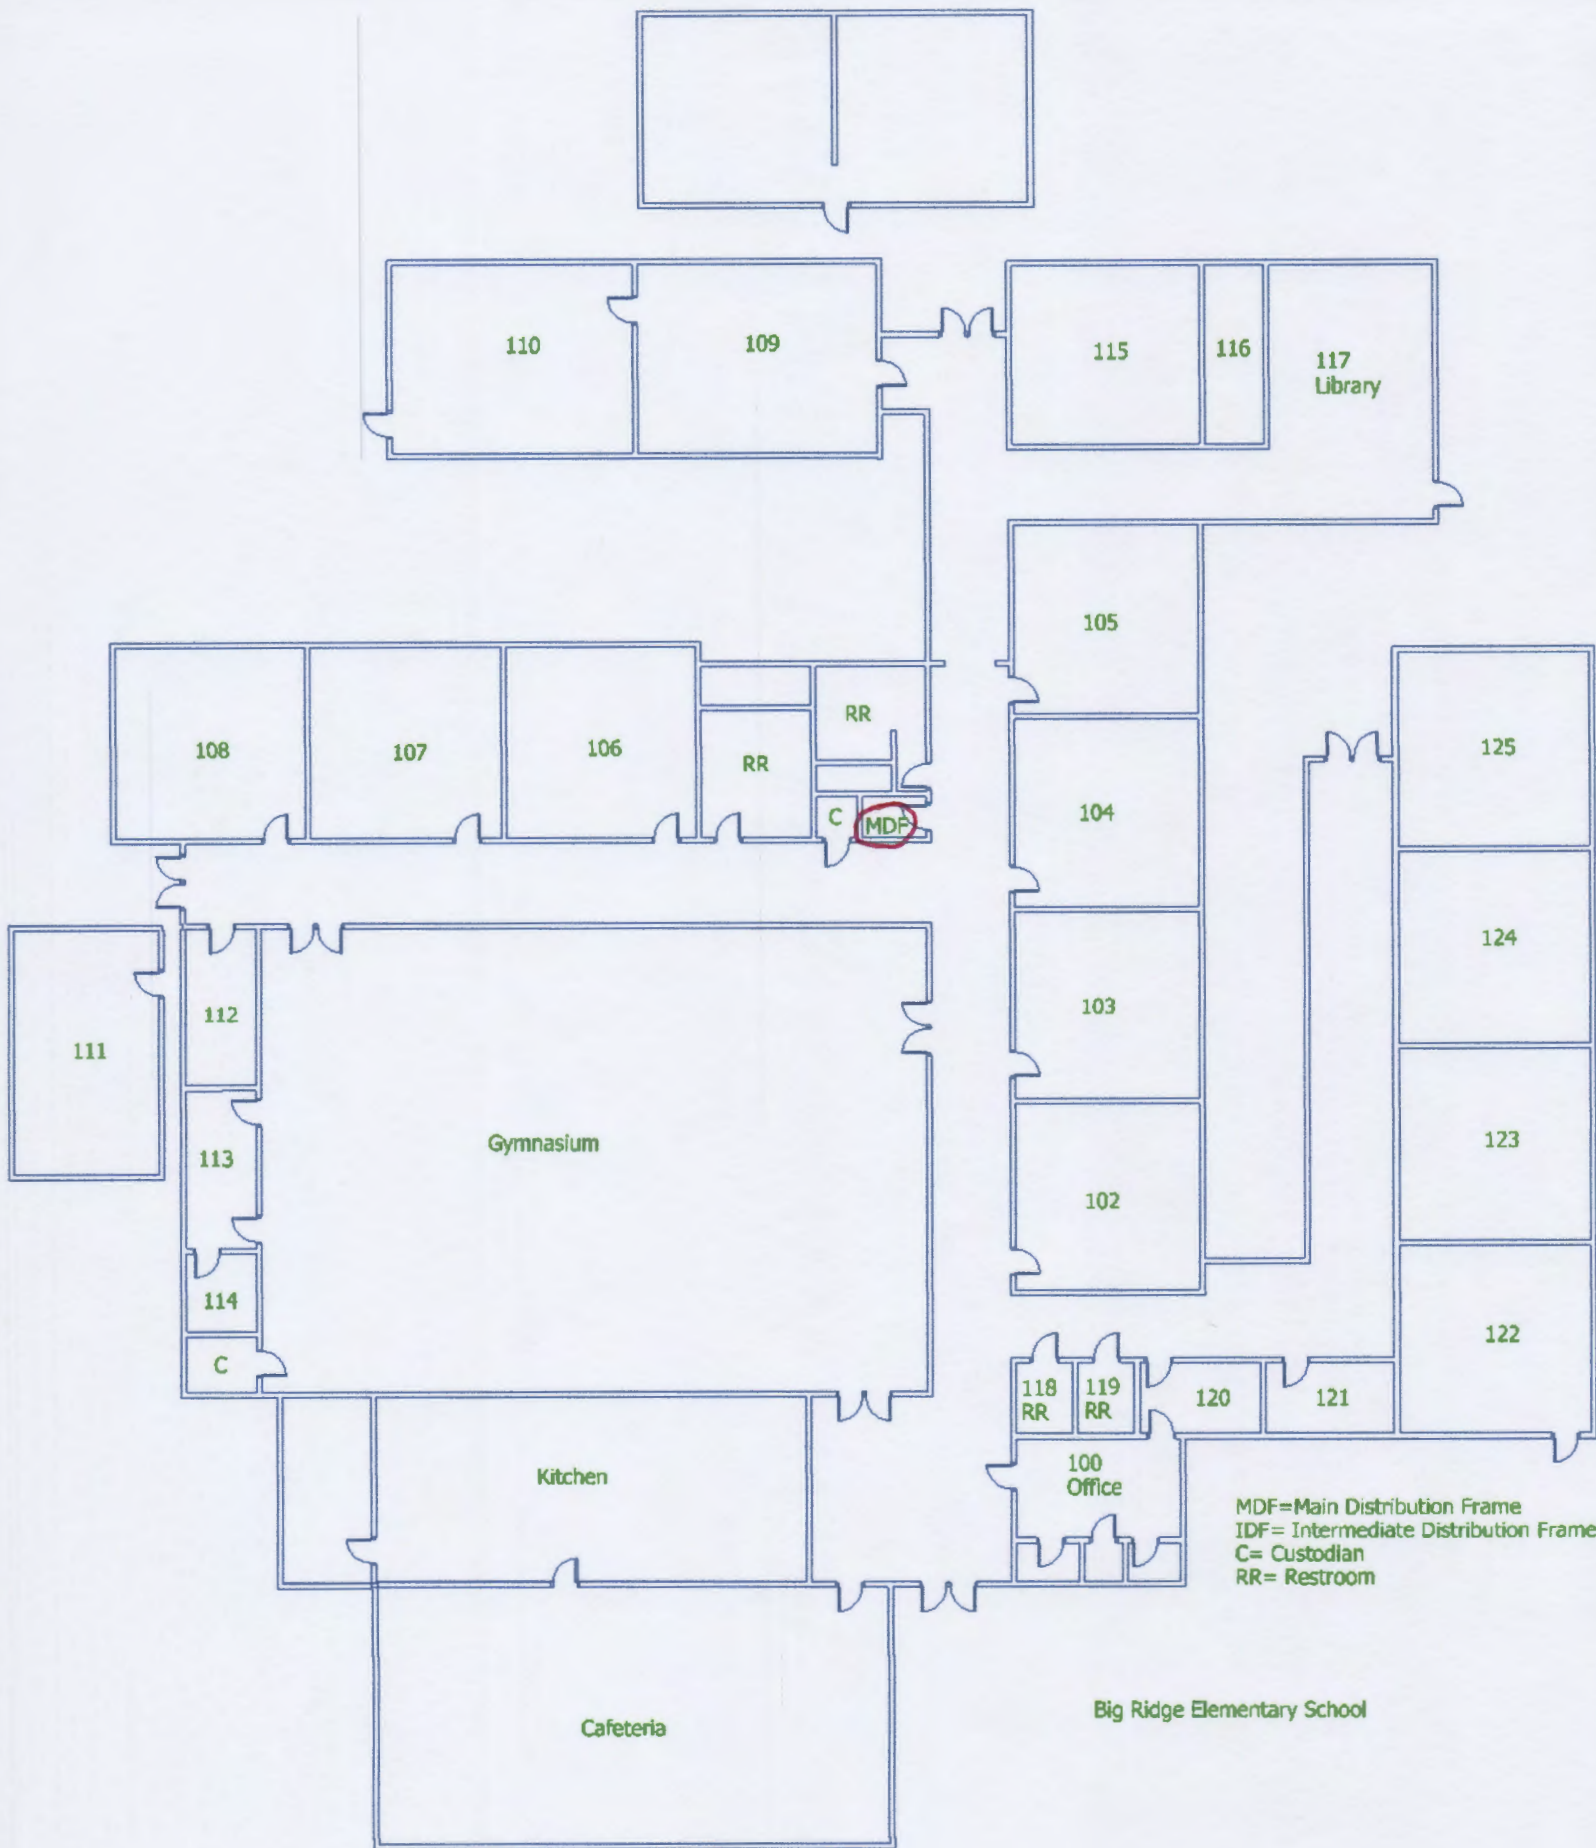 110
109
115
116
117
Library
105
RR
108
107
106
RR
125
C
MDF
104
124
112
103
111
Gymnasium
113
123
102
114
122
C
118
RR
119
RR
120
121
100
Office
Kitchen
MDF=Main Distribution Frame
IDF= Intermediate Distribution Frame
C= Custodian
RR= Restroom
Big Ridge Elementary School
Cafeteria